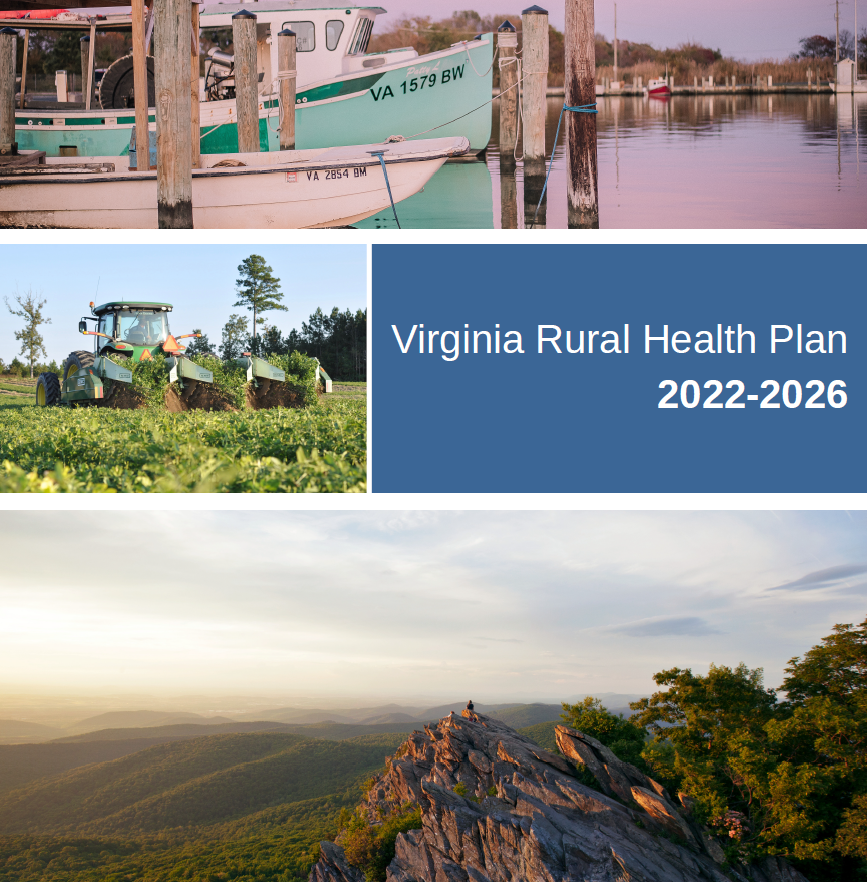 VA 1579 BW
VA 2854 BM
Virginia Rural Health Plan
2022-2026